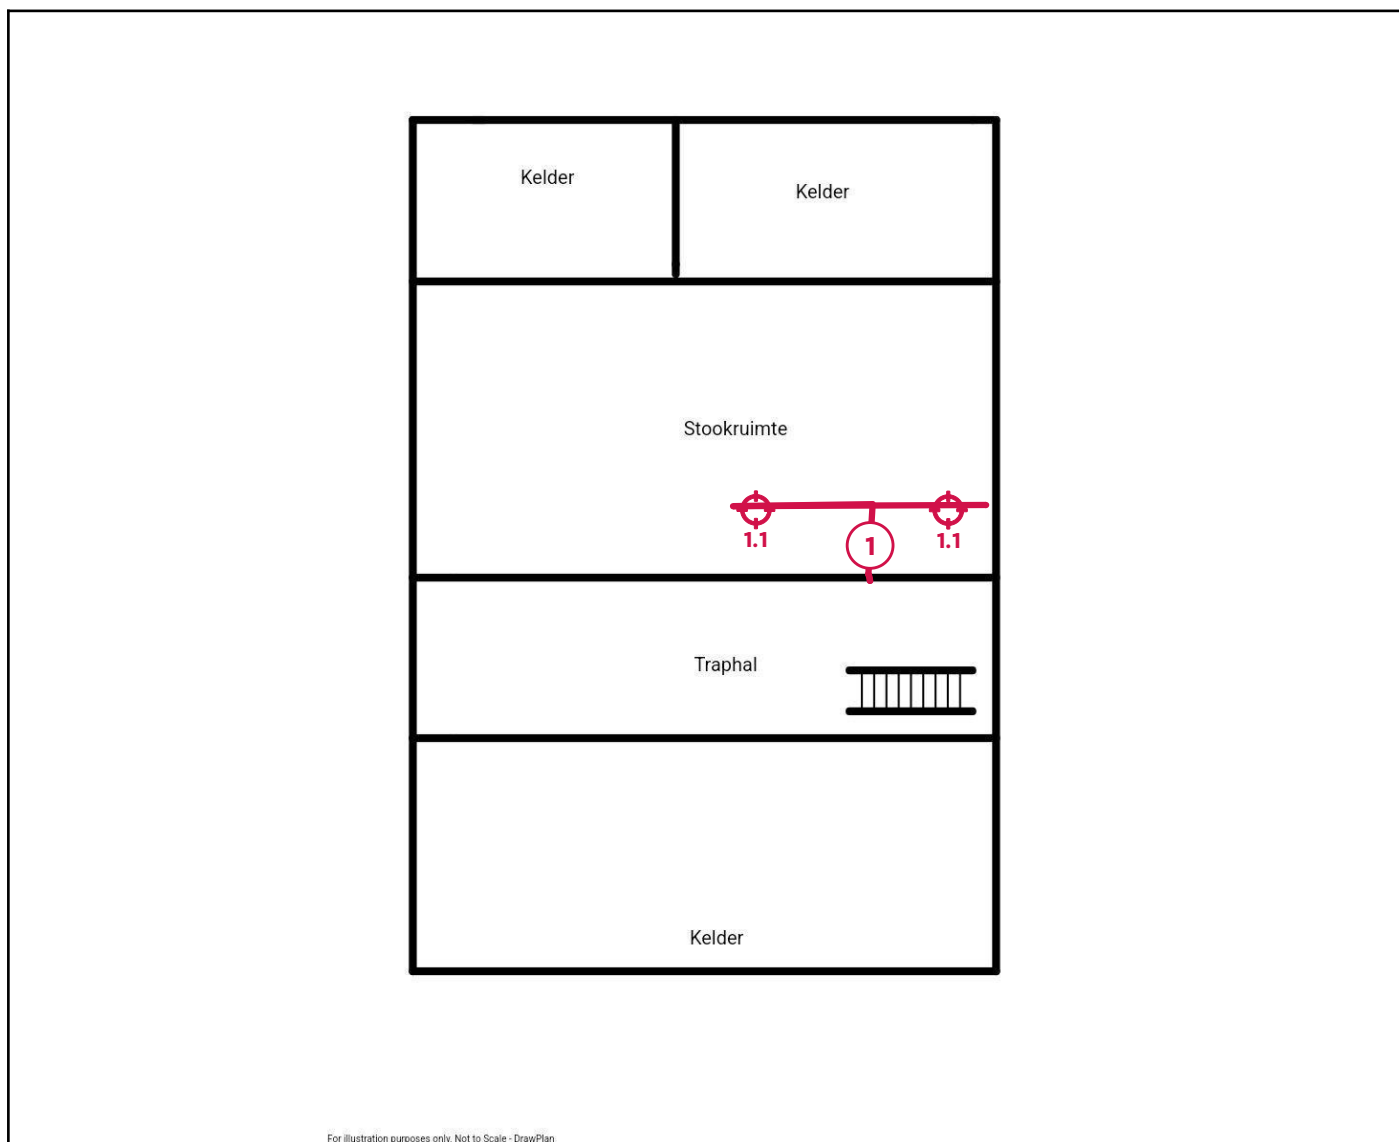 Kelder
Kelder
Stookruimte
1.1
1
1.1
Traphal
Kelder
For illustration purposes only. Not to Scale - DrawPlan